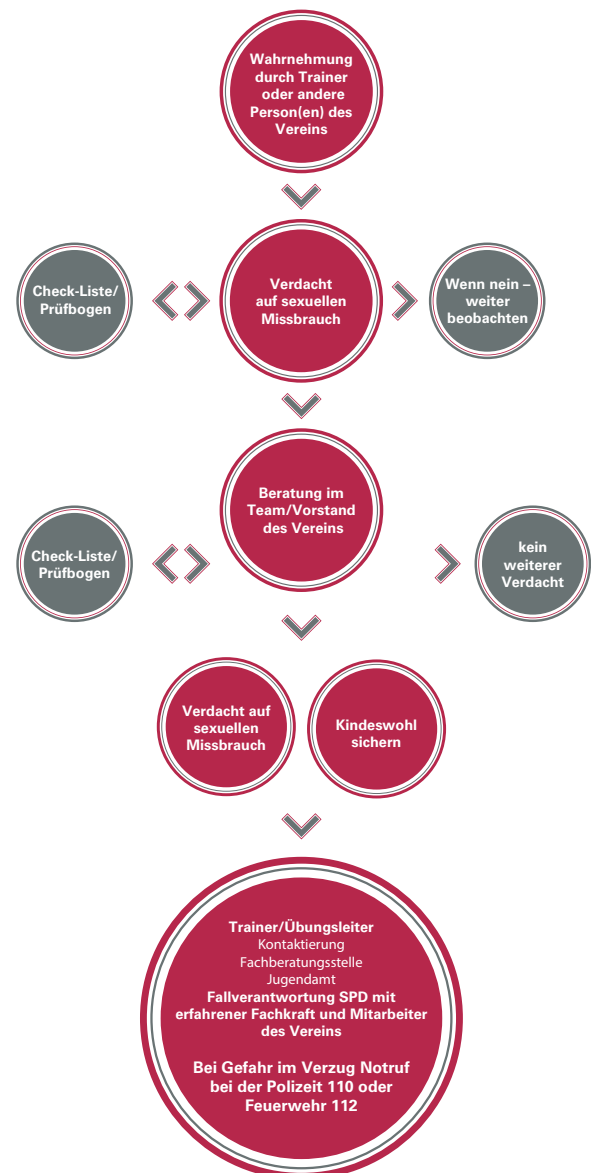 Wahrnehmung
durch Trainer
oder andere
Person(en) des
Vereins
Check-Liste/
Prüfbogen
Verdacht
auf sexuellen
Missbrauch
Wenn nein –
weiter
beobachten
Beratung im
Team/Vorstand
des Vereins
Check-Liste/
Prüfbogen
kein
weiterer
Verdacht
Verdacht auf
sexuellen
Missbrauch
Kindeswohl
sichern
Trainer/Übungsleiter
Kontaktierung
Fachberatungsstelle
Jugendamt
Fallverantwortung SPD mit
erfahrener Fachkraft und Mitarbeiter
des Vereins
Bei Gefahr im Verzug Notruf
bei der Polizeit 110 oder
Feuerwehr 112